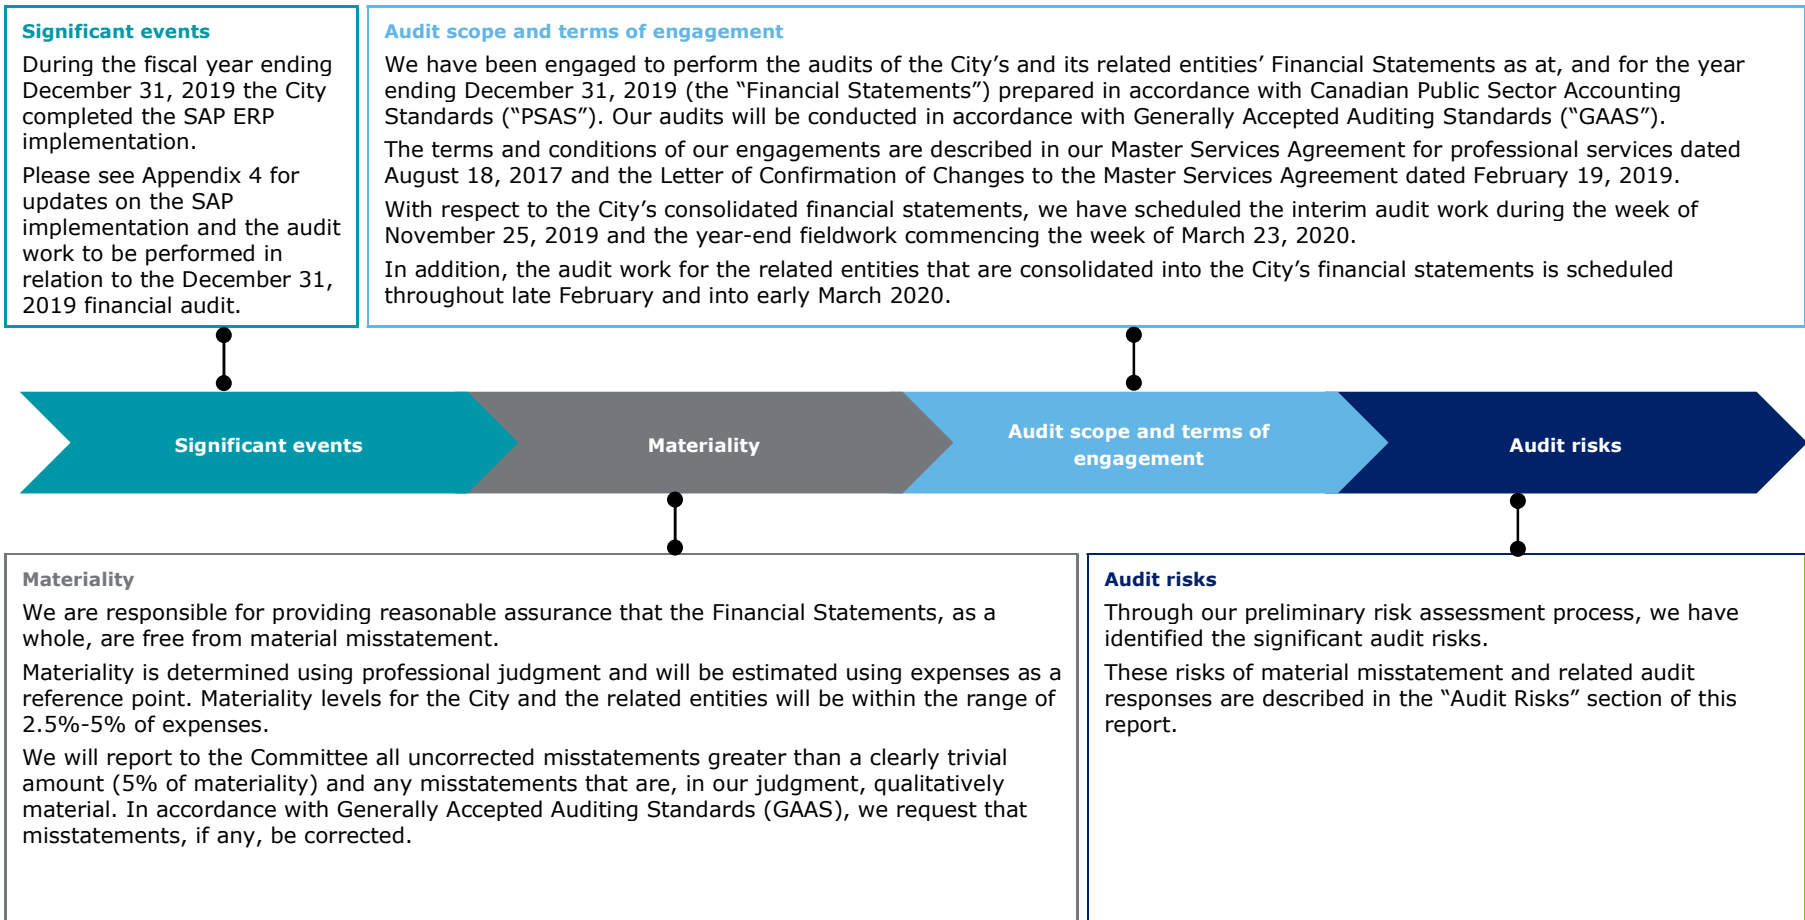 Significant events
During the fiscal year ending
December 31, 2019 the City
completed the SAP ERP
implementation.
Please see Appendix 4 for
updates on the SAP
implementation and the audit
work to be performed in
relation to the December 31,
2019 financial audit.
Audit scope and terms of engagement
We have been engaged to perform the audits of the City’s and its related entities’ Financial Statements as at, and for the year
ending December 31, 2019 (the “Financial Statements”) prepared in accordance with Canadian Public Sector Accounting
Standards (“PSAS”). Our audits will be conducted in accordance with Generally Accepted Auditing Standards (“GAAS”).
The terms and conditions of our engagements are described in our Master Services Agreement for professional services dated
August 18, 2017 and the Letter of Confirmation of Changes to the Master Services Agreement dated February 19, 2019.
With respect to the City’s consolidated financial statements, we have scheduled the interim audit work during the week of
November 25, 2019 and the year-end fieldwork commencing the week of March 23, 2020.
In addition, the audit work for the related entities that are consolidated into the City’s financial statements is scheduled
throughout late February and into early March 2020.
Significant events
Materiality
Audit scope and terms of
engagement
Audit risks
Materiality
We are responsible for providing reasonable assurance that the Financial Statements, as a
whole, are free from material misstatement.
Materiality is determined using professional judgment and will be estimated using expenses as a
reference point. Materiality levels for the City and the related entities will be within the range of
2.5%-5% of expenses.
We will report to the Committee all uncorrected misstatements greater than a clearly trivial
amount (5% of materiality) and any misstatements that are, in our judgment, qualitatively
material. In accordance with Generally Accepted Auditing Standards (GAAS), we request that
misstatements, if any, be corrected.
Audit risks
Through our preliminary risk assessment process, we have
identified the significant audit risks.
These risks of material misstatement and related audit
responses are described in the “Audit Risks” section of this
report.